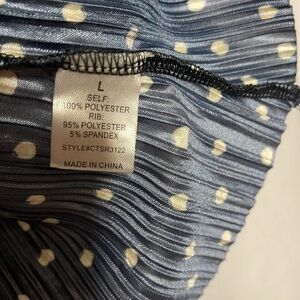 L
SELF:
100% POLYESTER
RIB:
95% POLYESTER
5% SPANDEX
STYLE#CTSR3122
MADE IN CHINA